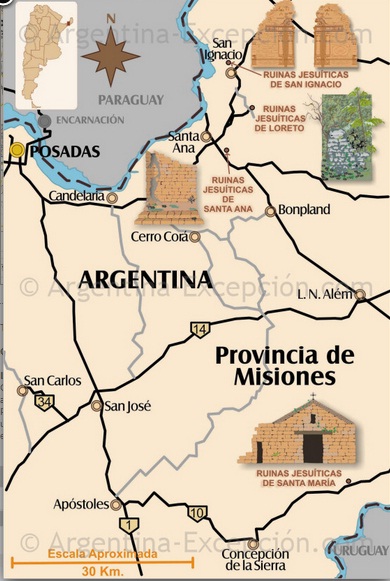 © Argentina-Excepción.com ©
N
San
Ignacio
RUINAS JESUÍTICAS
DE SAN IGNACIO
PARAGUAY
RUINAS
JESUÍTICAS
DE LORETO
ENCARNACIÓN
POSADAS
Santa
Ana
RUINAS
JESUÍTICAS
DE SANTA ANA
Candelaria
Bonpland
Cerro Corá
ARGENTINA
© Argentina-Excepción.com ©
L. N. Além
14
Provincia de
Misiones
San Carlos
34
San José
RUINAS JESUÍTICAS
DE SANTA MARÍA
Apóstoles
10
1
© Argentina-Excepción.com ©
Escala Aproximada
30 Km.
Concepción
de la Sierra
URUGUAY